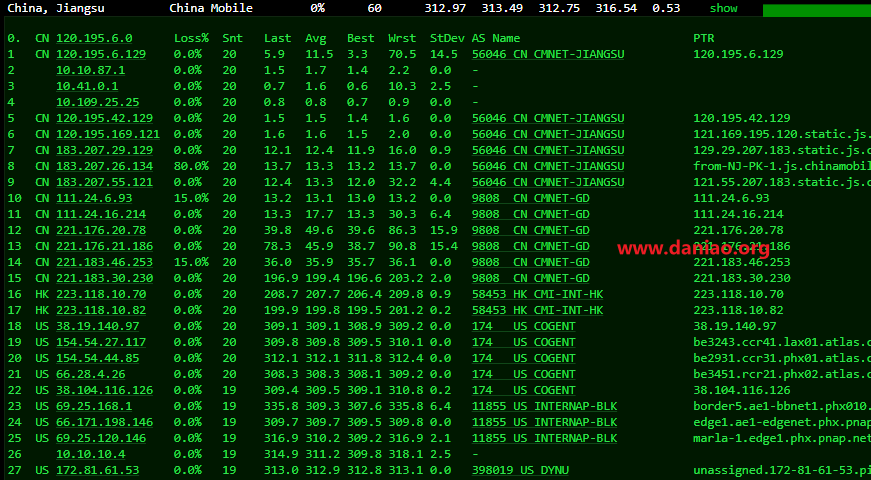 China, Jiangsu China Mobile 0% 60 312.97 313.49 312.75 316.54 0.53 show
0. CN 120.195.6.0 Loss% Snt Last Avg Best Wrst StDev AS Name PTR
1 CN 120.195.6.129 0.0% 20 5.9 11.5 3.3 70.5 14.5 56046 CN CMNET-JIANGSU 120.195.6.129
2 10.10.87.1 0.0% 20 1.5 1.7 1.4 2.2 0.0 -
3 10.41.0.1 0.0% 20 0.7 1.6 0.6 10.3 2.5 -
4 10.109.25.25 0.0% 20 0.8 0.8 0.7 0.9 0.0 -
5 CN 120.195.42.129 0.0% 20 1.5 1.5 1.4 1.6 0.0 56046 CN CMNET-JIANGSU 120.195.42.129
6 CN 120.195.169.121 0.0% 20 1.6 1.6 1.5 2.0 0.0 56046 CN CMNET-JIANGSU 121.169.195.120.static.js.
7 CN 183.207.29.129 0.0% 20 12.1 12.4 11.9 16.0 0.9 56046 CN CMNET-JIANGSU 129.29.207.183.static.js.c
8 CN 183.207.26.134 80.0% 20 13.7 13.3 13.2 13.7 0.0 56046 CN CMNET-JIANGSU from-NJ-PK-1.js.chinamobil
9 CN 183.207.55.121 0.0% 20 12.4 13.3 12.0 32.2 4.4 56046 CN CMNET-JIANGSU 121.55.207.183.static.js.c
10 CN 111.24.6.93 15.0% 20 13.2 13.1 13.0 13.2 0.0 9808 CN CMNET-GD 111.24.6.93
11 CN 111.24.16.214 0.0% 20 13.3 17.7 13.3 30.3 6.4 9808 CN CMNET-GD 111.24.16.214
12 CN 221.176.20.78 0.0% 20 39.8 49.6 39.6 86.3 15.9 9808 CN CMNET-GD 221.176.20.78
13 CN 221.176.21.186 0.0% 20 78.3 45.9 38.7 90.8 15.4 9808 CN CMNET-GD 221.176.21.186
www.daniao.org
14 CN 221.183.46.253 15.0% 20 36.0 35.9 35.7 36.1 0.0 9808 CN CMNET-GD 221.183.46.253
15 CN 221.183.30.230 0.0% 20 196.9 199.4 196.6 203.2 2.0 9808 CN CMNET-GD 221.183.30.230
16 HK 223.118.10.70 0.0% 20 208.7 207.7 206.4 209.8 0.9 58453 HK CMI-INT-HK 223.118.10.70
17 HK 223.118.10.82 0.0% 20 199.9 199.8 199.5 201.2 0.2 58453 HK CMI-INT-HK 223.118.10.82
18 US 38.19.140.97 0.0% 20 309.1 309.1 308.9 309.2 0.0 174 US COGENT 38.19.140.97
19 US 154.54.27.117 0.0% 20 309.8 309.8 309.5 310.1 0.0 174 US COGENT be3243.ccr41.lax01.atlas.c
20 US 154.54.44.85 0.0% 20 312.1 312.1 311.8 312.4 0.0 174 US COGENT be2931.ccr31.phx01.atlas.c
21 US 66.28.4.26 0.0% 20 308.3 308.3 308.1 309.2 0.0 174 US COGENT be3451.rcr21.phx02.atlas.c
22 US 38.104.116.126 0.0% 19 309.4 309.5 309.1 310.8 0.2 174 US COGENT 38.104.116.126
23 US 69.25.168.1 0.0% 19 335.8 309.3 307.6 335.8 6.4 11855 US INTERNAP-BLK border5.ae1-bbnet1.phx010.
24 US 66.171.198.146 0.0% 19 309.7 309.7 309.5 309.8 0.0 11855 US INTERNAP-BLK edge1.ae1-edgenet.phx.pnap
25 US 69.25.120.146 0.0% 19 316.9 310.2 309.2 316.9 2.1 11855 US INTERNAP-BLK marla-1.edge1.phx.pnap.net
26 10.10.10.4 0.0% 19 314.9 311.2 309.8 318.1 2.5 -
27 US 172.81.61.53 0.0% 19 313.0 312.9 312.8 313.1 0.0 398019 US DYNU unassigned.172-81-61-53.pi